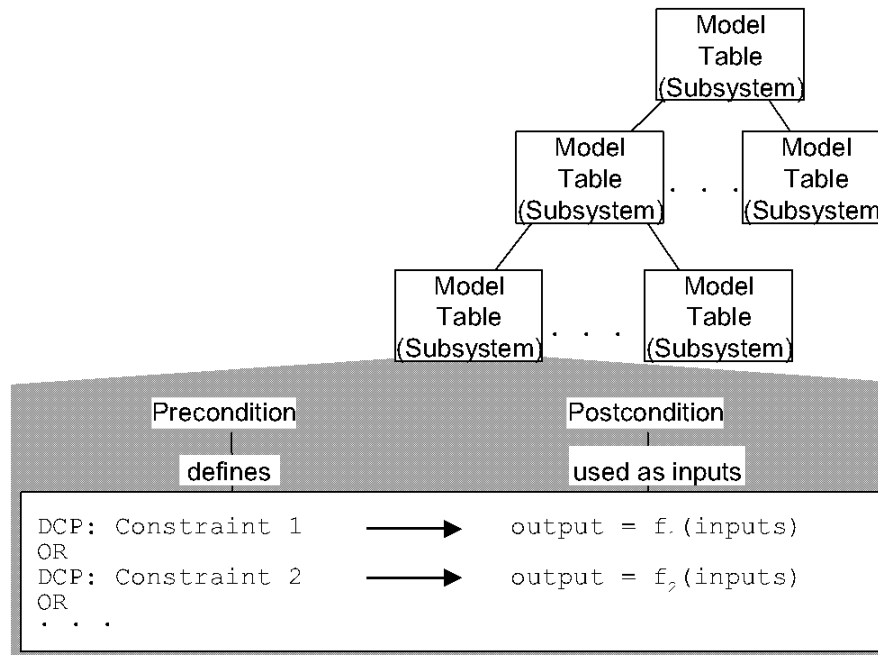 Model
Table
(Subsystem)
Model
Table
(Subsystem)
. . .
Model
Table
(Subsystem)
Model
Table
(Subsystem)
. . .
Model
Table
(Subsystem)
Precondition
Postcondition
defines
used as inputs
DCP: Constraint 1
output = f (inputs)
OR
DCP: Constraint 2
output = f₂(inputs)
OR
. . .